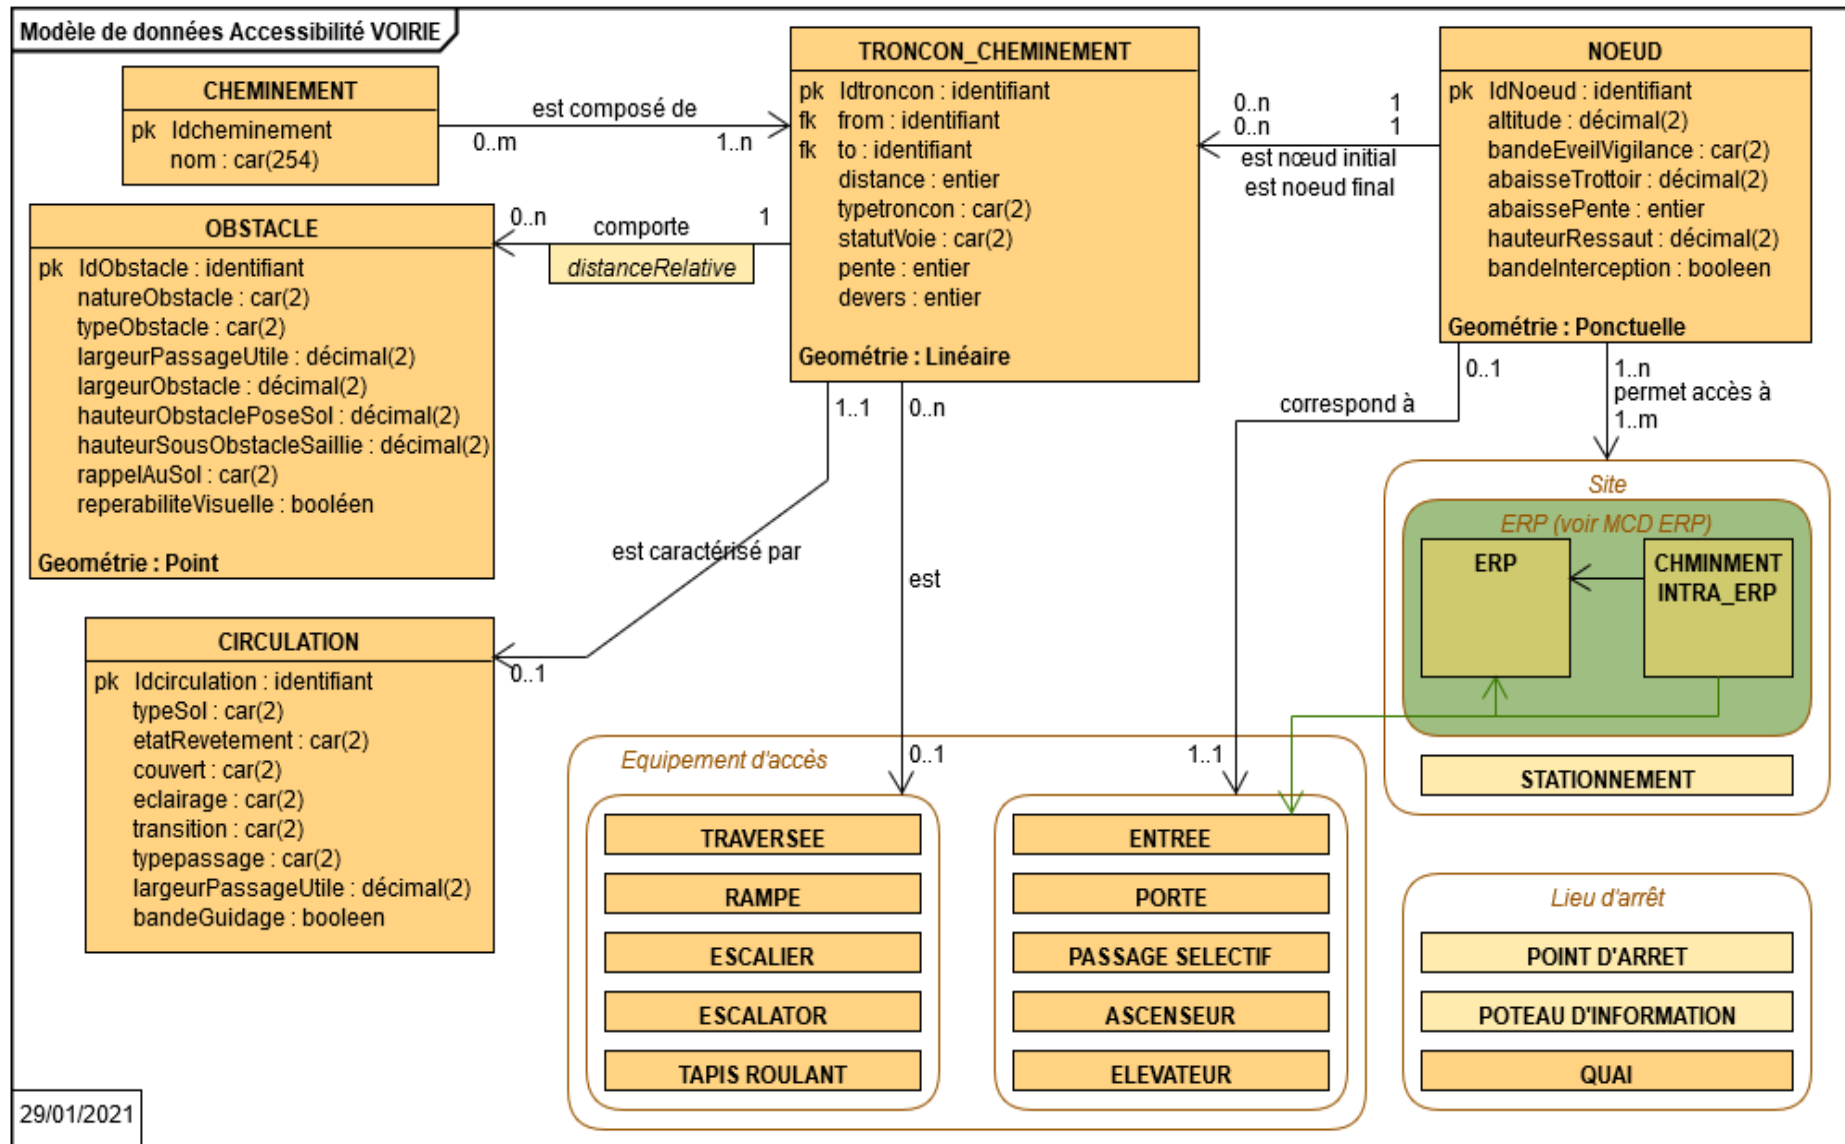 Modèle de données Accessibilité VOIRIE
CHEMINEMENT
pk Idcheminement
nom : car(254)
est composé de
0..m
1..n
TRONCON_CHEMINEMENT
pk Idtroncon : identifiant
fk from : identifiant
fk to : identifiant
distance : entier
typetroncon : car(2)
statutVoie : car(2)
pente : entier
devers : entier
Geométrie : Linéaire
0..n 1
0..n 1
est nœud initial
est noeud final
NOEUD
pk IdNoeud : identifiant
altitude : décimal(2)
bandeEveilVigilance : car(2)
abaisseTrottoir : décimal(2)
abaissePente : entier
hauteurRessaut : décimal(2)
bandeInterception : booleen
Geométrie : Ponctuelle
OBSTACLE
pk IdObstacle : identifiant
natureObstacle : car(2)
typeObstacle : car(2)
largeurPassageUtile : décimal(2)
largeurObstacle : décimal(2)
hauteurObstaclePoseSol : décimal(2)
hauteurSousObstacleSaillie : décimal(2)
rappelAuSol : car(2)
reperabiliteVisuelle : booléen
Geométrie : Point
0..n
comporte
1
distanceRelative
1..1
est caractérisé par
0..1
0..n
est
0..1
0..1
correspond à
1..1
1..n
permet accès à
1..m
CIRCULATION
pk Idcirculation : identifiant
typeSol : car(2)
etatRevetement : car(2)
couvert : car(2)
eclairage : car(2)
transition : car(2)
typepassage : car(2)
largeurPassageUtile : décimal(2)
bandeGuidage : booleen
Equipement d'accès
TRAVERSEE
RAMPE
ESCALIER
ESCALATOR
TAPIS ROULANT
ENTREE
PORTE
PASSAGE SELECTIF
ASCENSEUR
ELEVATEUR
Site
ERP (voir MCD ERP)
ERP
CHMINMENT
INTRA_ERP
STATIONNEMENT
Lieu d'arrêt
POINT D'ARRET
POTEAU D'INFORMATION
QUAI
29/01/2021